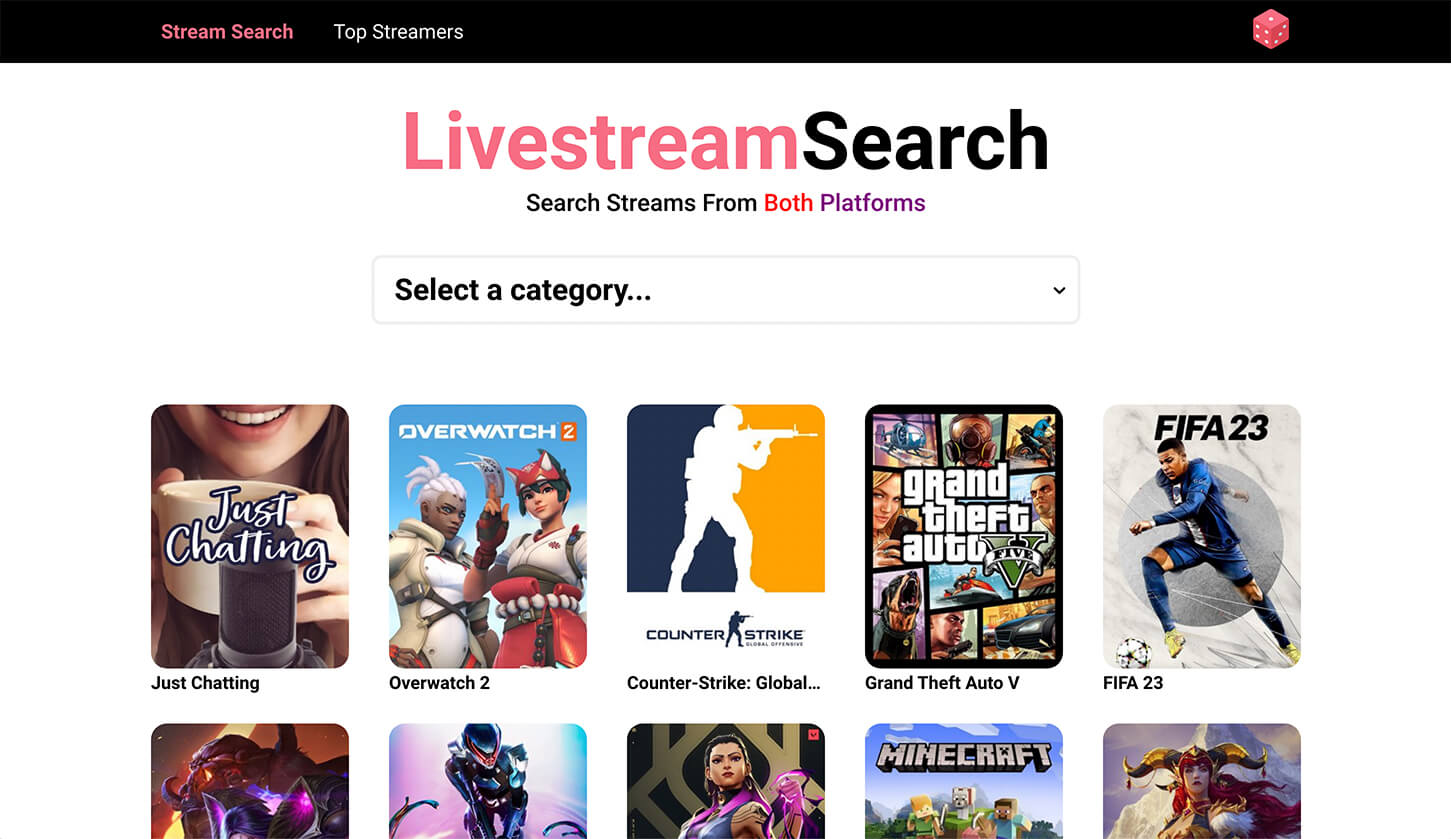 Stream Search
Top Streamers
LivestreamSearch
Search Streams From Both Platforms
Select a category...
Just
Chatting
OVERWATCH 2
COUNTER STRIKE
GLOBAL OFFENSIVE
grand
theft
auto
FIVE
V
FIFA 23
Just Chatting
Overwatch 2
Counter-Strike: Global...
Grand Theft Auto V
FIFA 23
MINECRAFT